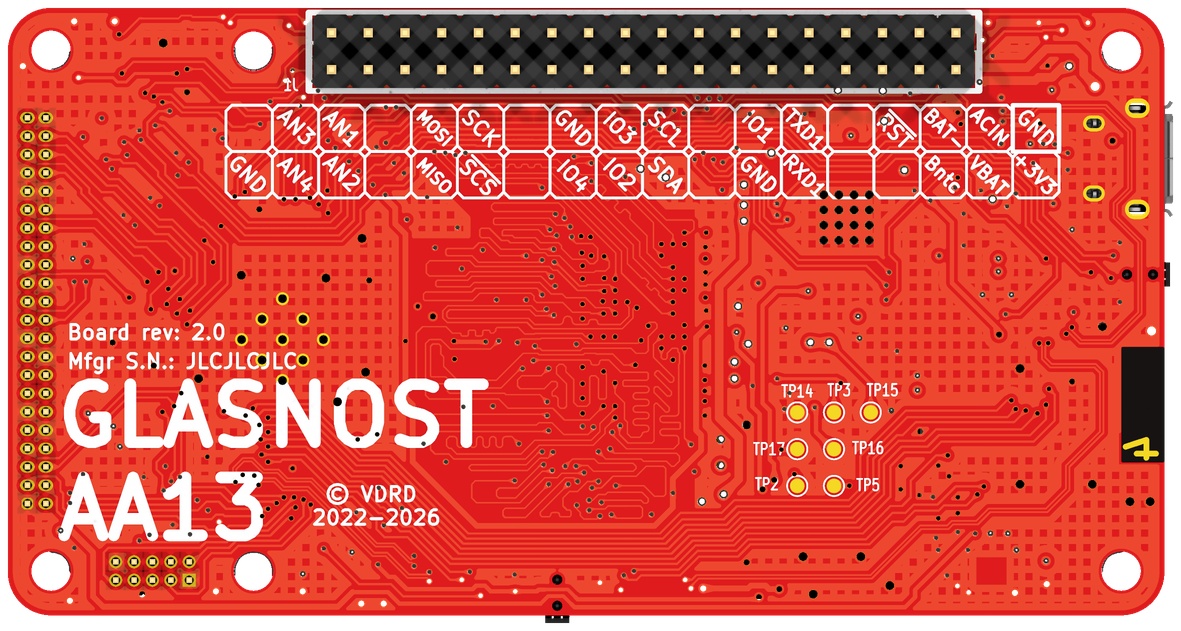 1L
AN3 AN1 MOSI SCK GND IO3 SCL IO1 TXD1 RST BAT- ACIN GND
GND AN4 AN2 MISO SCS IO4 IO2 SDA GND RXD1 Bntc VBAT +3V3
Board rev: 2.0
Mfgr S.N.: JLCJLCJLC
GLASNOST
AA13
© VDRD
2022-2026
TP14 TP3 TP15
TP17 TP16
TP2 TP5
4